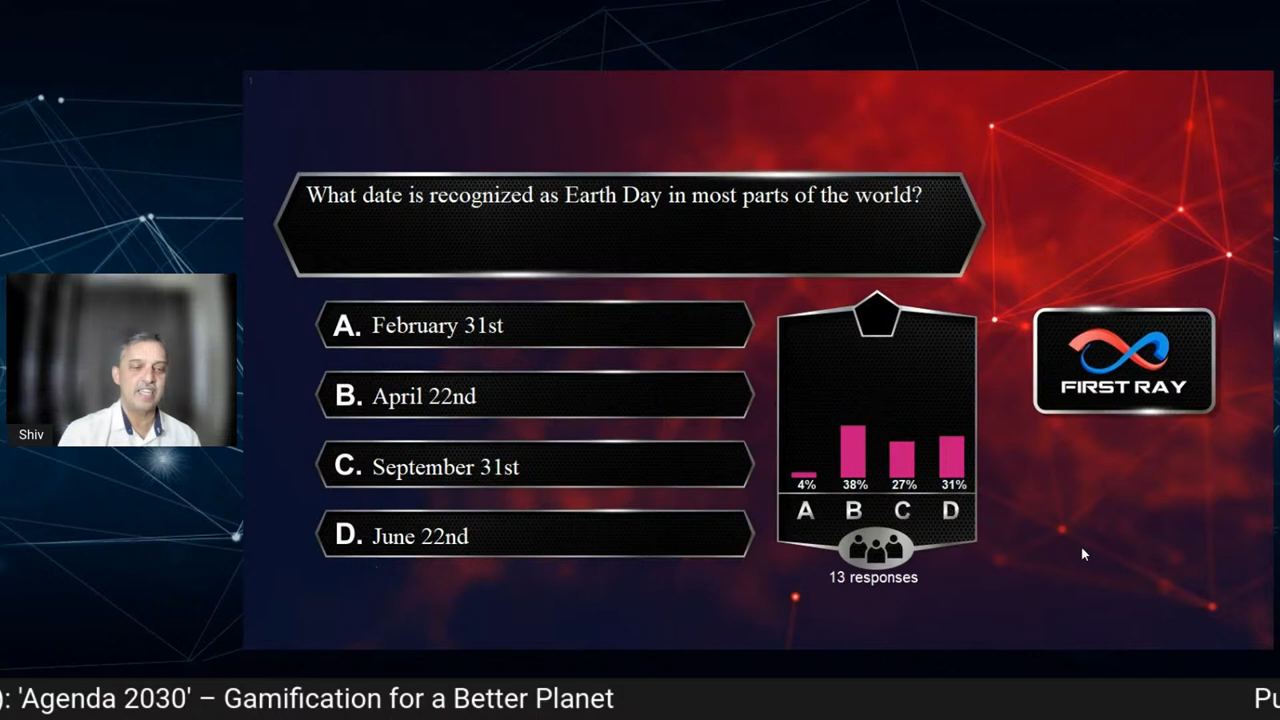 1
What date is recognized as Earth Day in most parts of the world?
A. February 31st
B. April 22nd
C. September 31st
D. June 22nd
4% 38% 27% 31%
A B C D
13 responses
FIRST RAY
Shiv
): 'Agenda 2030' – Gamification for a Better Planet
Pu